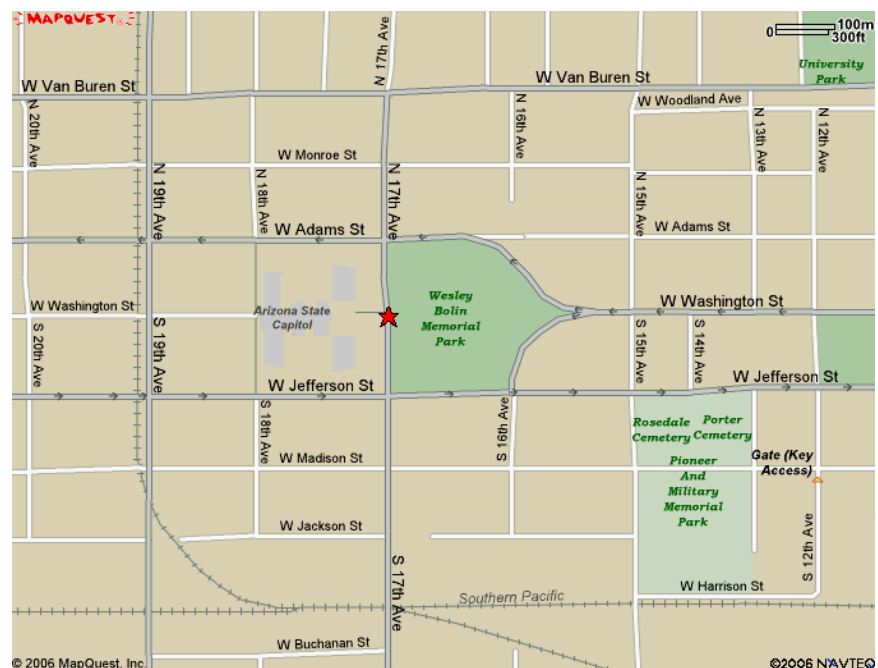 MAPQUEST
0
100m
300ft
N 17th Ave
University
Park
W Van Buren St
W Van Buren St
W Woodland Ave
N 20th Ave
N 16th Ave
N 13th Ave
N 12th Ave
W Monroe St
N 19th Ave
N 18th Ave
N 17th Ave
N 15th Ave
W Adams St
W Adams St
W Washington St
Arizona State
Capitol
Wesley
Bolin
Memorial
Park
W Washington St
S 20th Ave
S 19th Ave
S 15th Ave
S 14th Ave
W Jefferson St
W Jefferson St
S 18th Ave
S 16th Ave
Rosedale
Cemetery
Porter
Cemetery
W Madison St
Gate (Key
Access)
Pioneer
And
Military
Memorial
Park
W Jackson St
S 12th Ave
S 17th Ave
Southern Pacific
W Harrison St
W Buchanan St
© 2006 MapQuest, Inc.
©2006 NAVTEQ